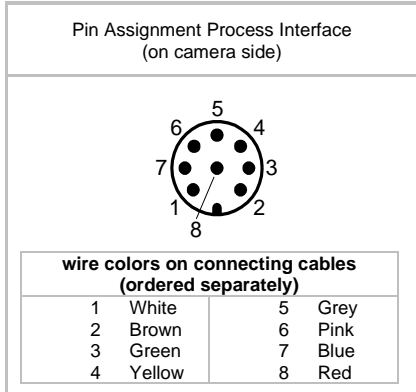 Pin Assignment Process Interface
(on camera side)
5
6 4
7 3
1 2
8
wire colors on connecting cables
(ordered separately)
1 White 5 Grey
2 Brown 6 Pink
3 Green 7 Blue
4 Yellow 8 Red